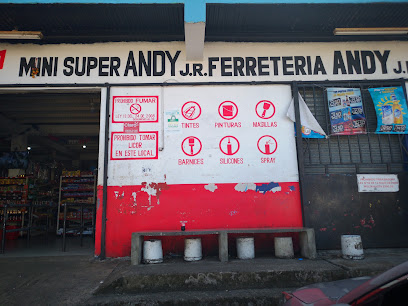 MINI SUPER ANDY J.R. FERRETERIA ANDY J.R
PROHIBIDO FUMAR
PROHIBIDO TOMAR
LICOR
EN ESTE LOCAL
TINTES PINTURAS MASILLAS
BARNICES SILICONES SPRAY